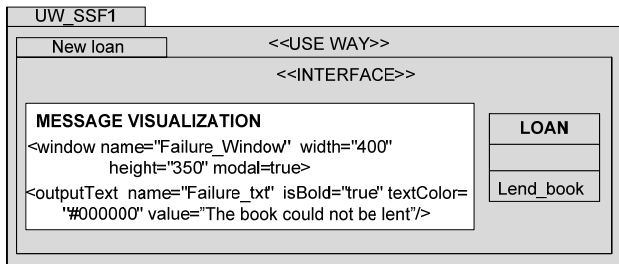 UW_SSF1
New loan
<<USE WAY>>
<<INTERFACE>>
MESSAGE VISUALIZATION
<window name="Failure_Window" width="400"
height="350" modal=true>
<outputText name="Failure_txt" isBold="true" textColor=
"#000000" value="The book could not be lent"/>
LOAN
Lend_book